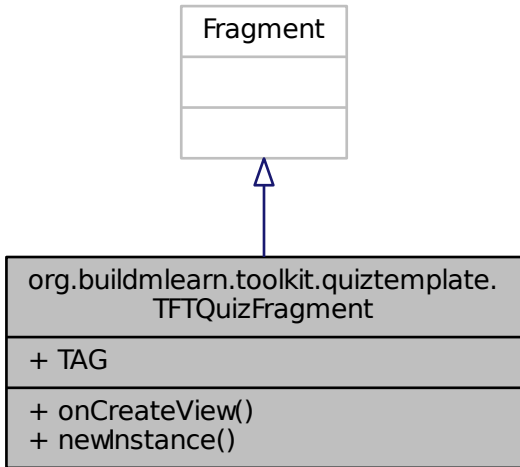 Fragment
org.buildmlearn.toolkit.quiztemplate.
TFTQuizFragment
+ TAG
+ onCreateView()
+ newInstance()